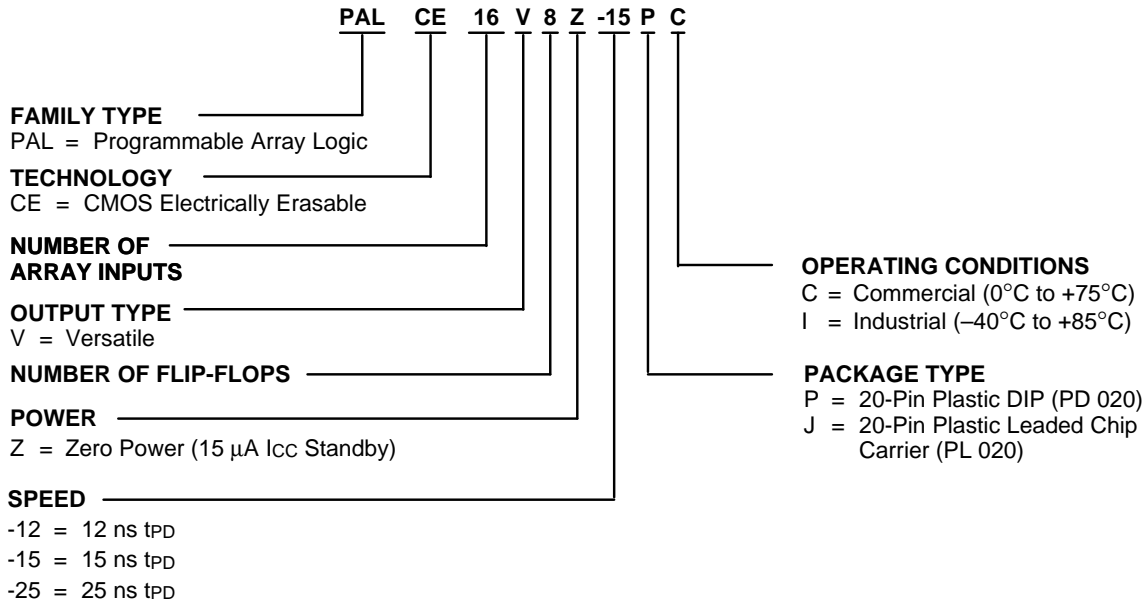 PAL CE 16 V 8 Z -15 P C
FAMILY TYPE
PAL = Programmable Array Logic
TECHNOLOGY
CE = CMOS Electrically Erasable
NUMBER OF
ARRAY INPUTS
OUTPUT TYPE
V = Versatile
NUMBER OF FLIP-FLOPS
POWER
Z = Zero Power (15 μA ICC Standby)
SPEED
-12 = 12 ns tPD
-15 = 15 ns tPD
-25 = 25 ns tPD
OPERATING CONDITIONS
C = Commercial (0°C to +75°C)
I = Industrial (–40°C to +85°C)
PACKAGE TYPE
P = 20-Pin Plastic DIP (PD 020)
J = 20-Pin Plastic Leaded Chip
Carrier (PL 020)